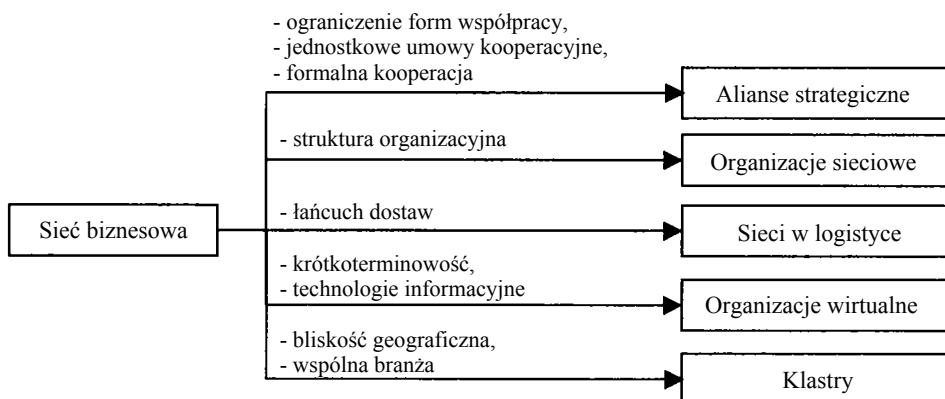 - ograniczenie form współpracy,
- jednostkowe umowy kooperacyjne,
- formalna kooperacja
Alianse strategiczne
- struktura organizacyjna
Organizacje sieciowe
Sieć biznesowa
- łańcuch dostaw
Sieci w logistyce
- krótkoterminowość,
- technologie informacyjne
Organizacje wirtualne
- bliskość geograficzna,
- wspólna branża
Klastry